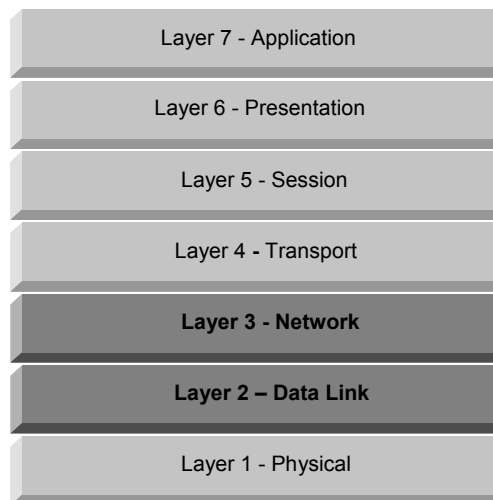 Layer 7 - Application
Layer 6 - Presentation
Layer 5 - Session
Layer 4 - Transport
Layer 3 - Network
Layer 2 – Data Link
Layer 1 - Physical